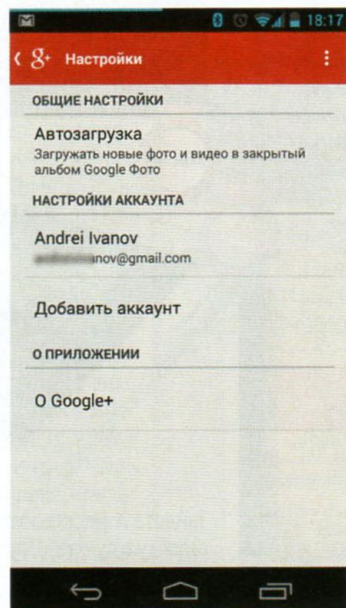 18:17
g+ Настройки
ОБЩИЕ НАСТРОЙКИ
Автозагрузка
Загружать новые фото и видео в закрытый
альбом Google Фото
НАСТРОЙКИ АККАУНТА
Andrei Ivanov
nov@gmail.com
Добавить аккаунт
О ПРИЛОЖЕНИИ
О Google+